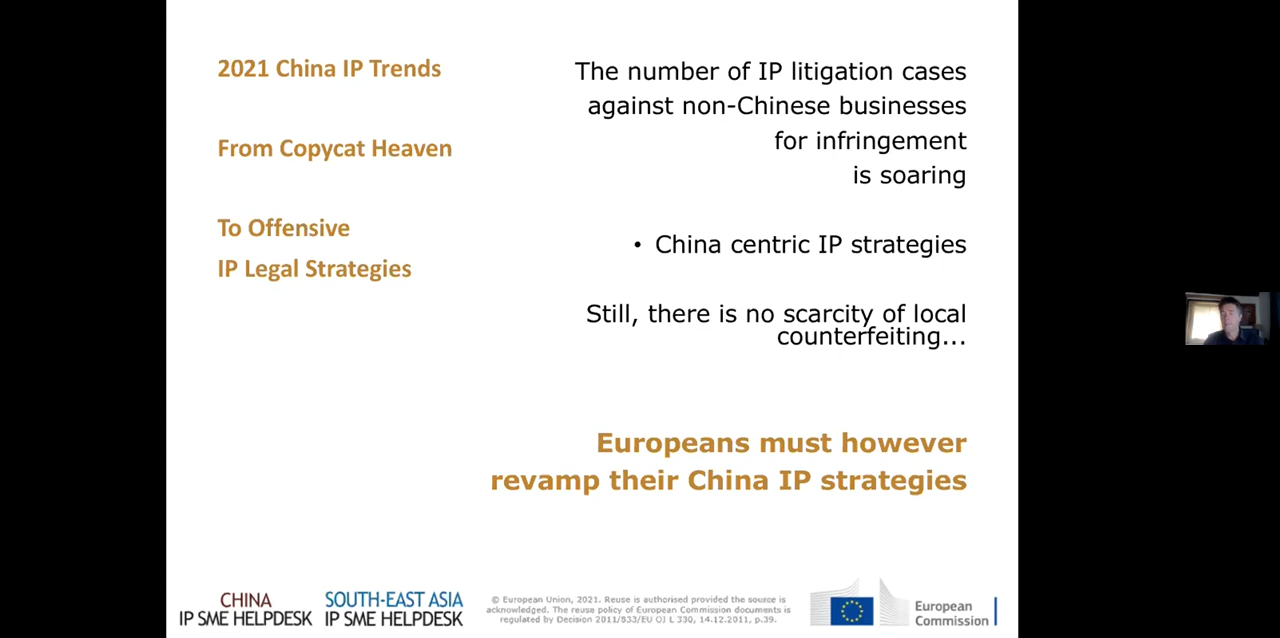 2021 China IP Trends
From Copycat Heaven
To Offensive
IP Legal Strategies
The number of IP litigation cases
against non-Chinese businesses
for infringement
is soaring
• China centric IP strategies
Still, there is no scarcity of local
counterfeiting...
Europeans must however
revamp their China IP strategies
CHINA
IP SME HELPDESK
SOUTH-EAST ASIA
IP SME HELPDESK
© European Union, 2021. Reuse is authorised provided the source is
acknowledged. The reuse policy of European Commission documents is
regulated by Decision 2011/833/EU OJ L 330, 14.12.2011, p.39.
European
Commission